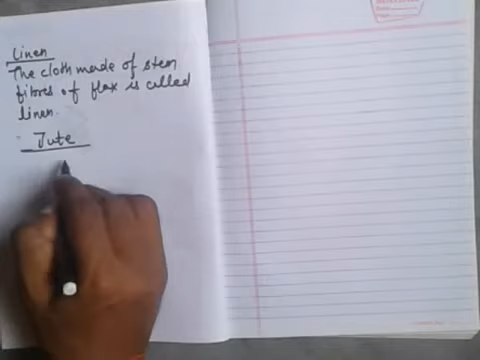 Linen
The cloth made of stem
fibres of flax is called
linen.
Jute